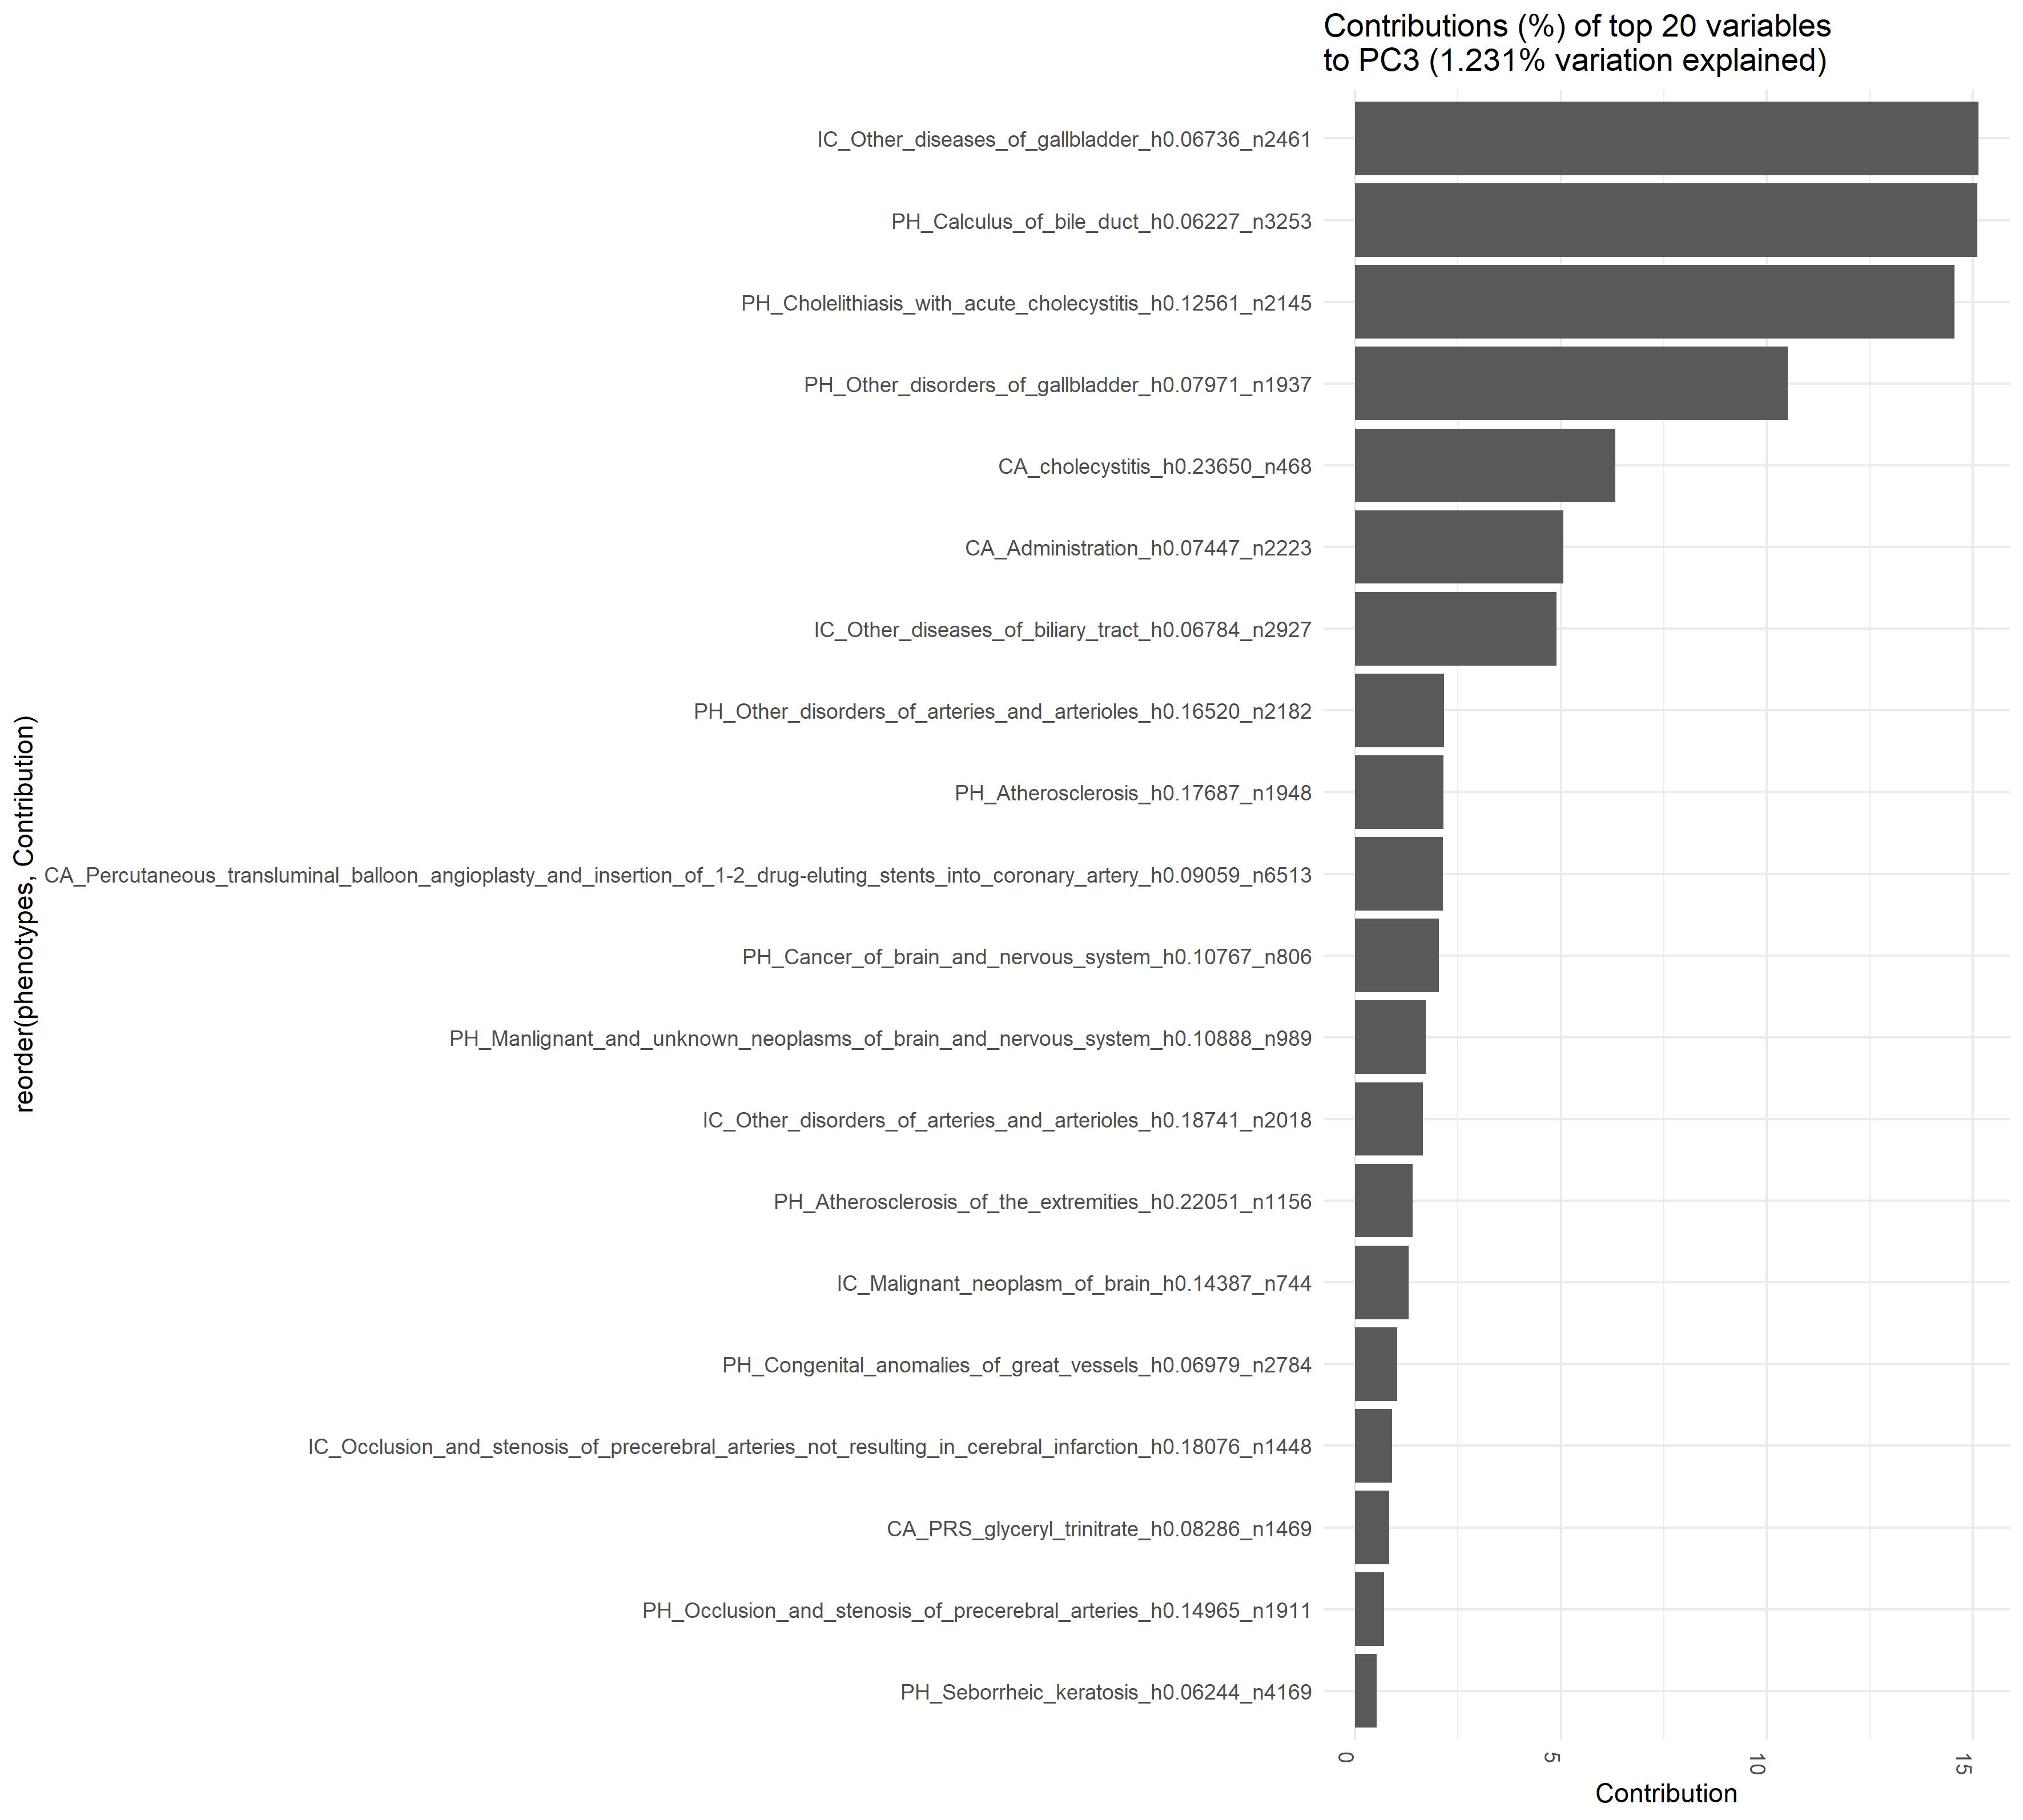 Contributions (%) of top 20 variables
to PC3 (1.231% variation explained)
IC_Other_diseases_of_gallbladder_h0.06736_n2461
PH_Calculus_of_bile_duct_h0.06227_n3253
PH_Cholelithiasis_with_acute_cholecystitis_h0.12561_n2145
PH_Other_disorders_of_gallbladder_h0.07971_n1937
CA_cholecystitis_h0.23650_n468
CA_Administration_h0.07447_n2223
IC_Other_diseases_of_biliary_tract_h0.06784_n2927
PH_Other_disorders_of_arteries_and_arterioles_h0.16520_n2182
PH_Atherosclerosis_h0.17687_n1948
CA_Percutaneous_transluminal_balloon_angioplasty_and_insertion_of_1-2_drug-eluting_stents_into_coronary_artery_h0.09059_n6513
PH_Cancer_of_brain_and_nervous_system_h0.10767_n806
PH_Manlignant_and_unknown_neoplasms_of_brain_and_nervous_system_h0.10888_n989
IC_Other_disorders_of_arteries_and_arterioles_h0.18741_n2018
PH_Atherosclerosis_of_the_extremities_h0.22051_n1156
IC_Malignant_neoplasm_of_brain_h0.14387_n744
PH_Congenital_anomalies_of_great_vessels_h0.06979_n2784
IC_Occlusion_and_stenosis_of_precerebral_arteries_not_resulting_in_cerebral_infarction_h0.18076_n1448
CA_PRS_glyceryl_trinitrate_h0.08286_n1469
PH_Occlusion_and_stenosis_of_precerebral_arteries_h0.14965_n1911
PH_Seborrheic_keratosis_h0.06244_n4169
reorder(phenotypes, Contribution)
0
5
10
15
Contribution